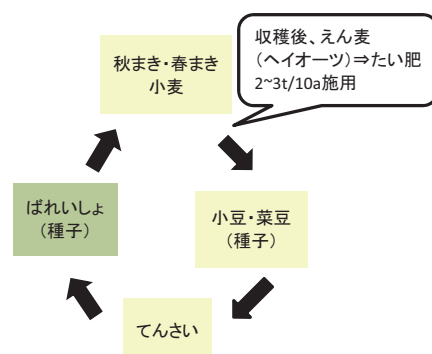 収穫後、えん麦
（ヘイオーツ）⇒たい肥
2~3t/10a施用
秋まき・春まき
小麦
小豆・菜豆
（種子）
てんさい
ばれいしょ
（種子）